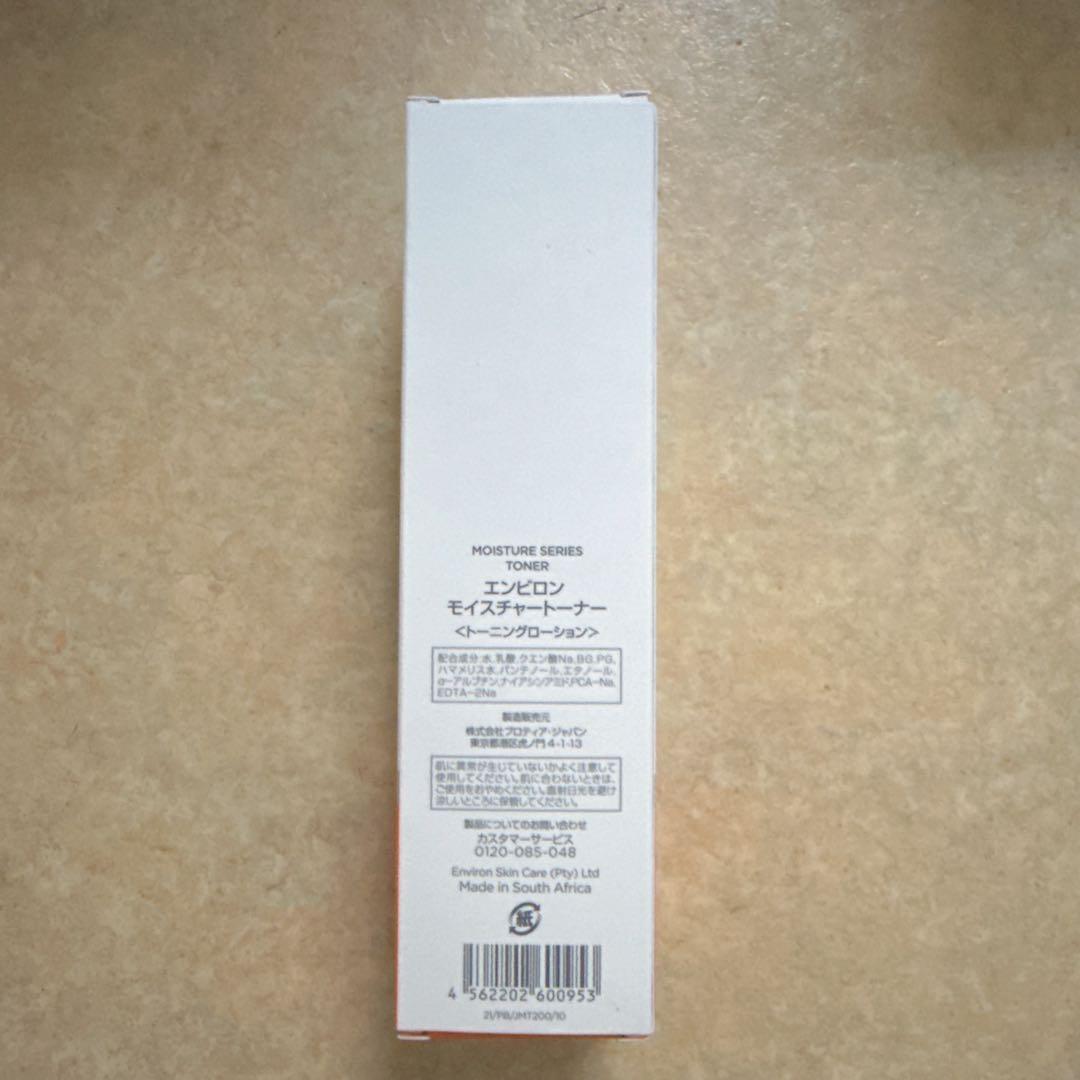 MOISTURE SERIES
TONER
エンビロン
モイスチャートーナー
<トーニングローション>
配合成分:水,乳酸,クエン酸Na,BG,PG,
ハマメリス水,パンテノール,エタノール,
α-アルブチン,ナイアシンアミド,PCA-Na,
EDTA-2Na
製造販売元
株式会社プロティア・ジャパン
東京都港区虎ノ門4-1-13
肌に異常が生じていないかよく注意して
使用してください。肌に合わないときは、
ご使用をおやめください。直射日光を避け
涼しいところに保管してください。
製品についてのお問い合わせ
カスタマーサービス
0120-085-048
Environ Skin Care (Pty) Ltd
Made in South Africa
紙
4 562202 600953
21/PB/JMT200/10